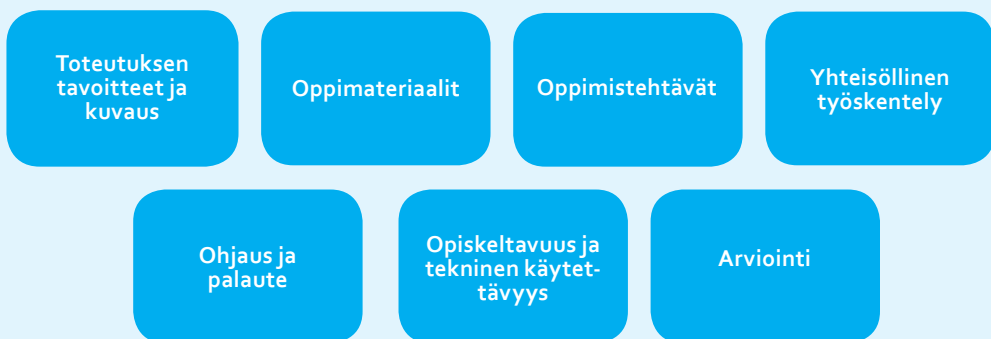 Toteutuksen
tavoitteet ja
kuvaus
Oppimateriaalit
Oppimistehtävät
Yhteisöllinen
työskentely
Ohjaus ja
palaute
Opiskeltavuus ja
tekninen käytet-
tävyys
Arviointi